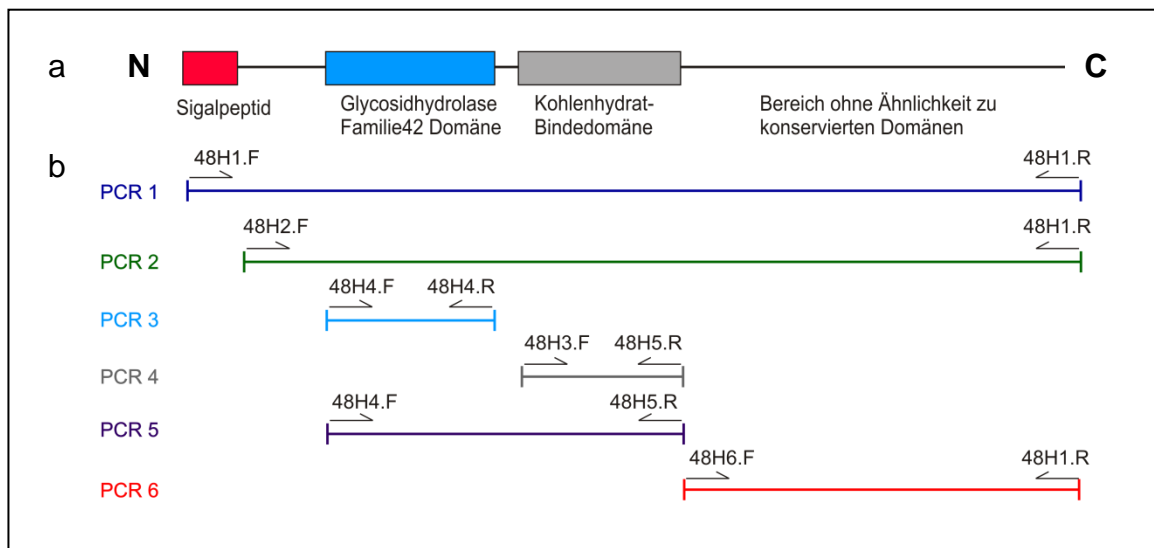 a N C
Sigalpeptid
Glycosidhydrolase
Familie42 Domäne
Kohlenhydrat-
Bindedomäne
Bereich ohne Ähnlichkeit zu
konservierten Domänen
b
48H1.F 48H1.R
PCR 1
48H2.F 48H1.R
PCR 2
48H4.F 48H4.R
PCR 3
48H3.F 48H5.R
PCR 4
48H4.F 48H5.R
PCR 5
48H6.F 48H1.R
PCR 6